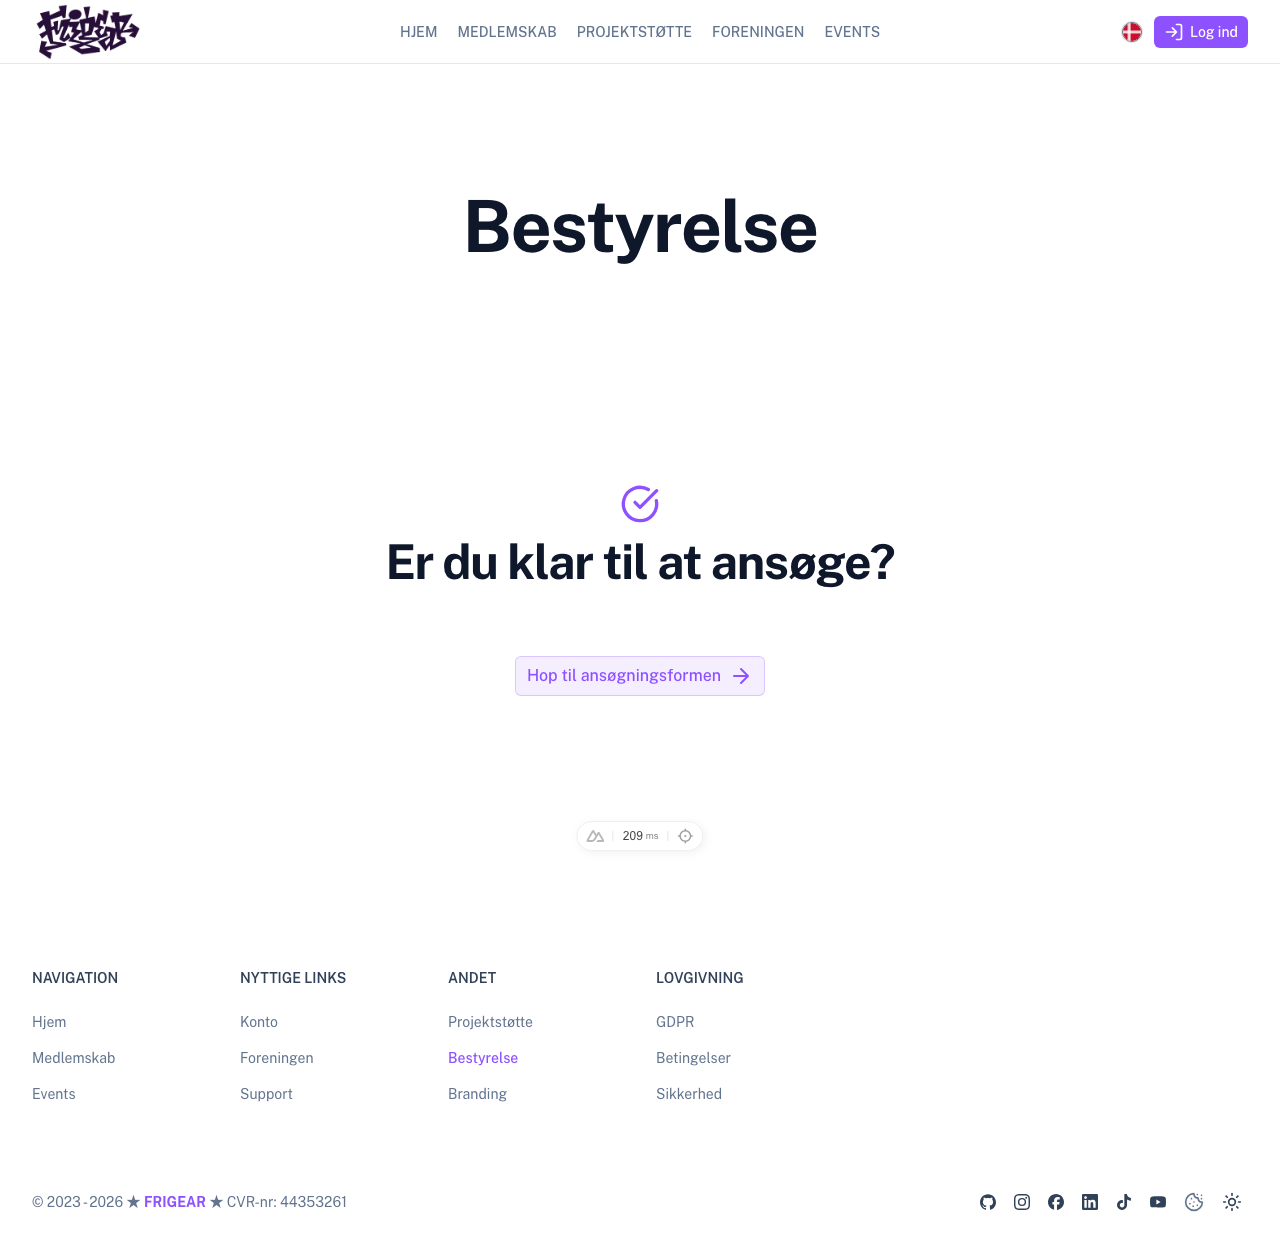 HJEM MEDLEMSKAB PROJEKTSTØTTE FORENINGEN EVENTS
Log ind
Bestyrelse
Er du klar til at ansøge?
Hop til ansøgningsformen
209 ms
NAVIGATION
Hjem
Medlemskab
Events
NYTTIGE LINKS
Konto
Foreningen
Support
ANDET
Projektstøtte
Bestyrelse
Branding
LOVGIVNING
GDPR
Betingelser
Sikkerhed
© 2023 - 2026 ★ FRIGEAR ★ CVR-nr: 44353261